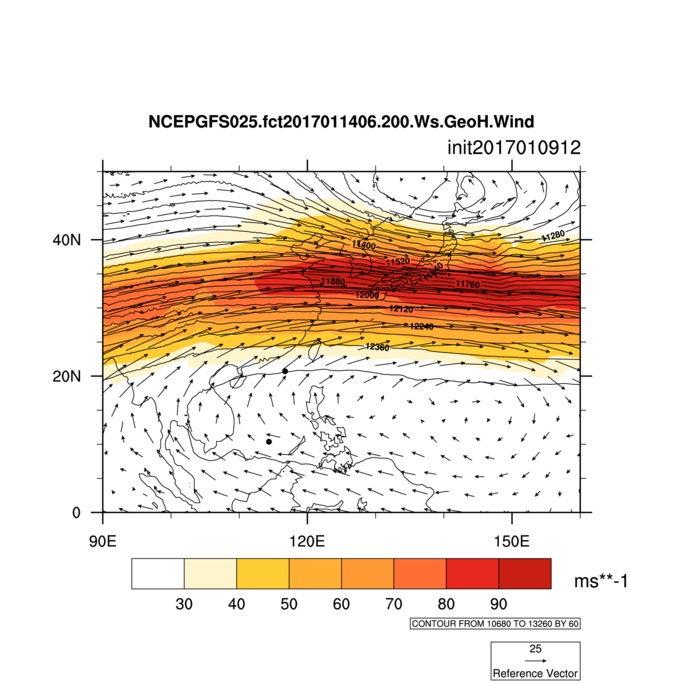 NCEPGFS025.fct2017011406.200.Ws.GeoH.Wind
init2017010912
40N
20N
0
11280
11400
11520
11640
11760
11880
12000
12120
12240
12360
90E 120E 150E
30 40 50 60 70 80 90
ms**-1
CONTOUR FROM 10680 TO 13260 BY 60
25
Reference Vector